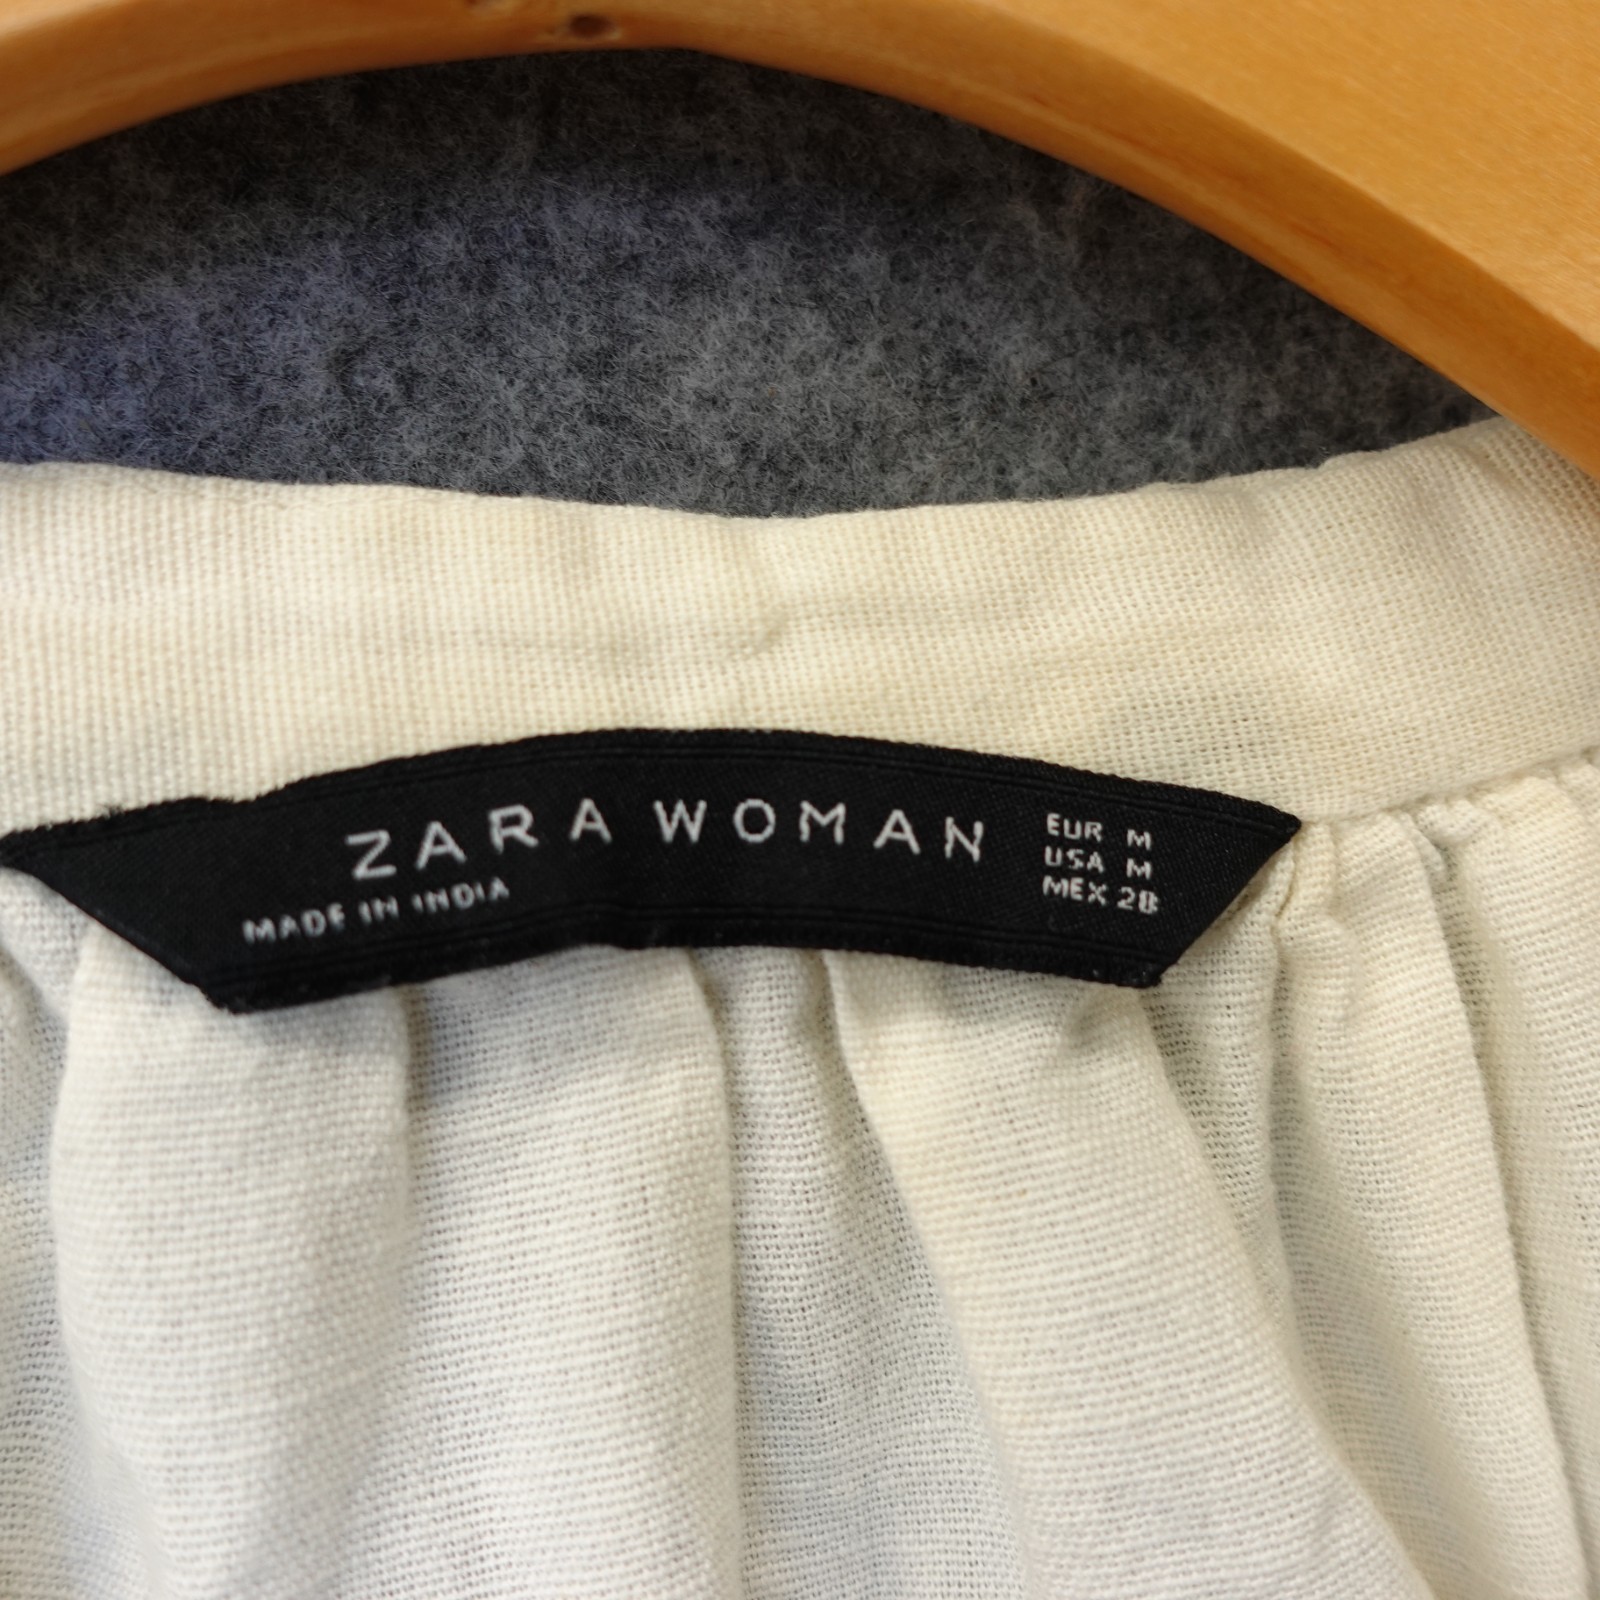 ZARA WOMAN
MADE IN INDIA
EUR M
USA M
MEX 28